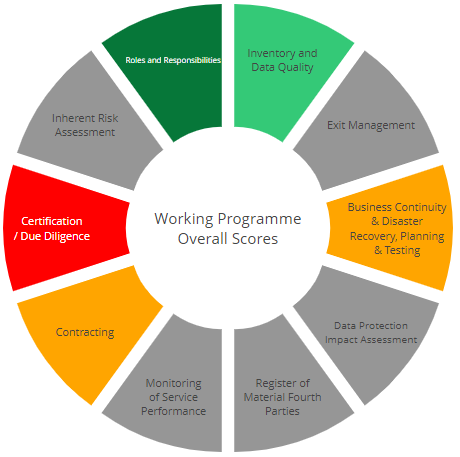 Roles and Responsibilities
Inventory and
Data Quality
Exit Management
Business Continuity
& Disaster
Recovery, Planning
& Testing
Data Protection
Impact Assessment
Register of
Material Fourth
Parties
Monitoring
of Service
Performance
Contracting
Certification
/ Due Diligence
Inherent Risk
Assessment
Working Programme
Overall Scores